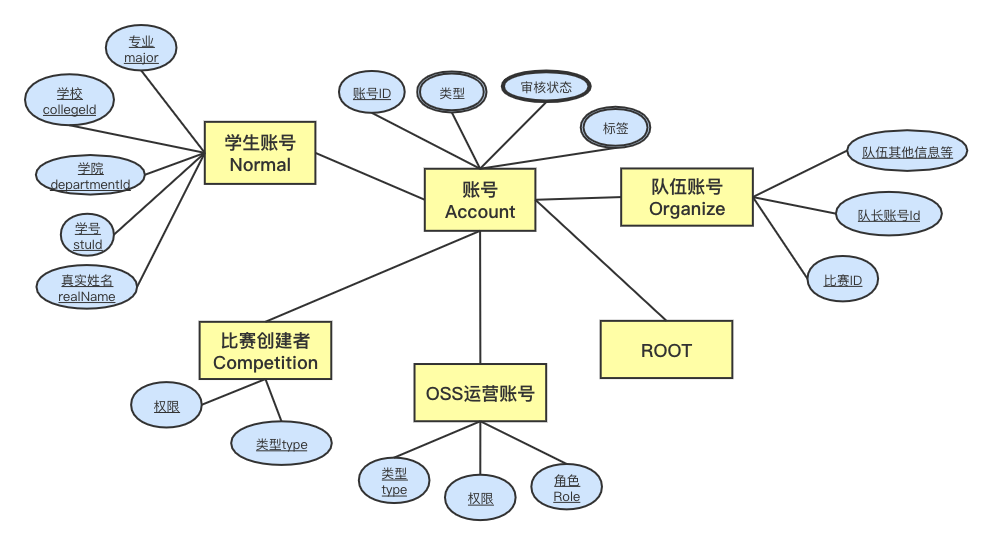 专业
major
学校
collegeId
学院
departmentId
学号
stuId
真实姓名
realName
学生账号
Normal
账号ID
类型
审核状态
标签
账号
Account
队伍账号
Organize
队伍其他信息等
队长账号Id
比赛ID
比赛创建者
Competition
权限
类型type
OSS运营账号
类型
type
权限
角色
Role
ROOT